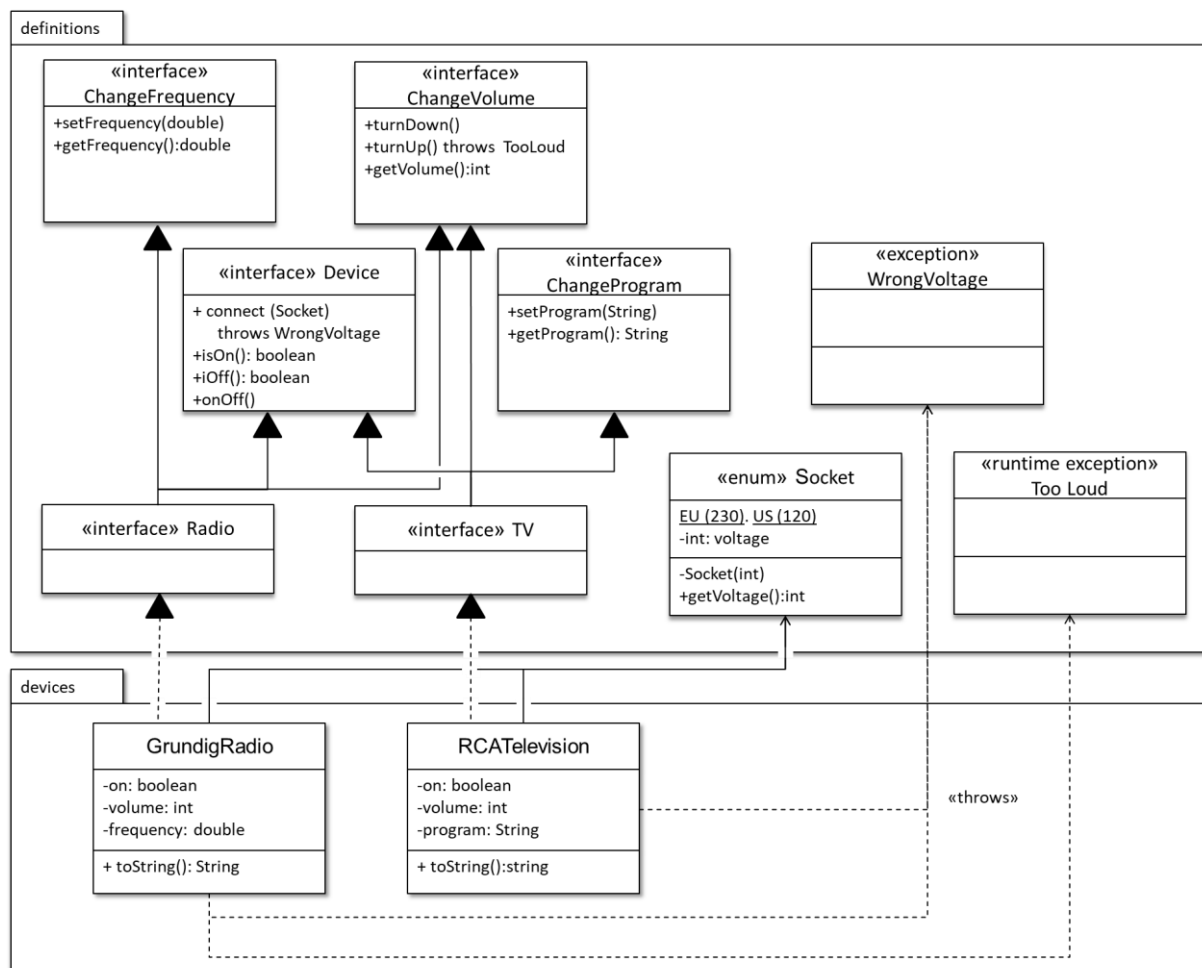 definitions
«interface»
ChangeFrequency
+setFrequency(double)
+getFrequency():double
«interface»
ChangeVolume
+turnDown()
+turnUp() throws TooLoud
+getVolume():int
«interface» Device
+ connect (Socket)
throws WrongVoltage
+isOn(): boolean
+iOff(): boolean
+onOff()
«interface»
ChangeProgram
+setProgram(String)
+getProgram(): String
«exception»
WrongVoltage
«interface» Radio
«interface» TV
«enum» Socket
EU (230). US (120)
-int: voltage
-Socket(int)
+getVoltage():int
«runtime exception»
Too Loud
devices
GrundigRadio
-on: boolean
-volume: int
-frequency: double
+ toString(): String
RCATelevision
-on: boolean
-volume: int
-program: String
+ toString():string
«throws»